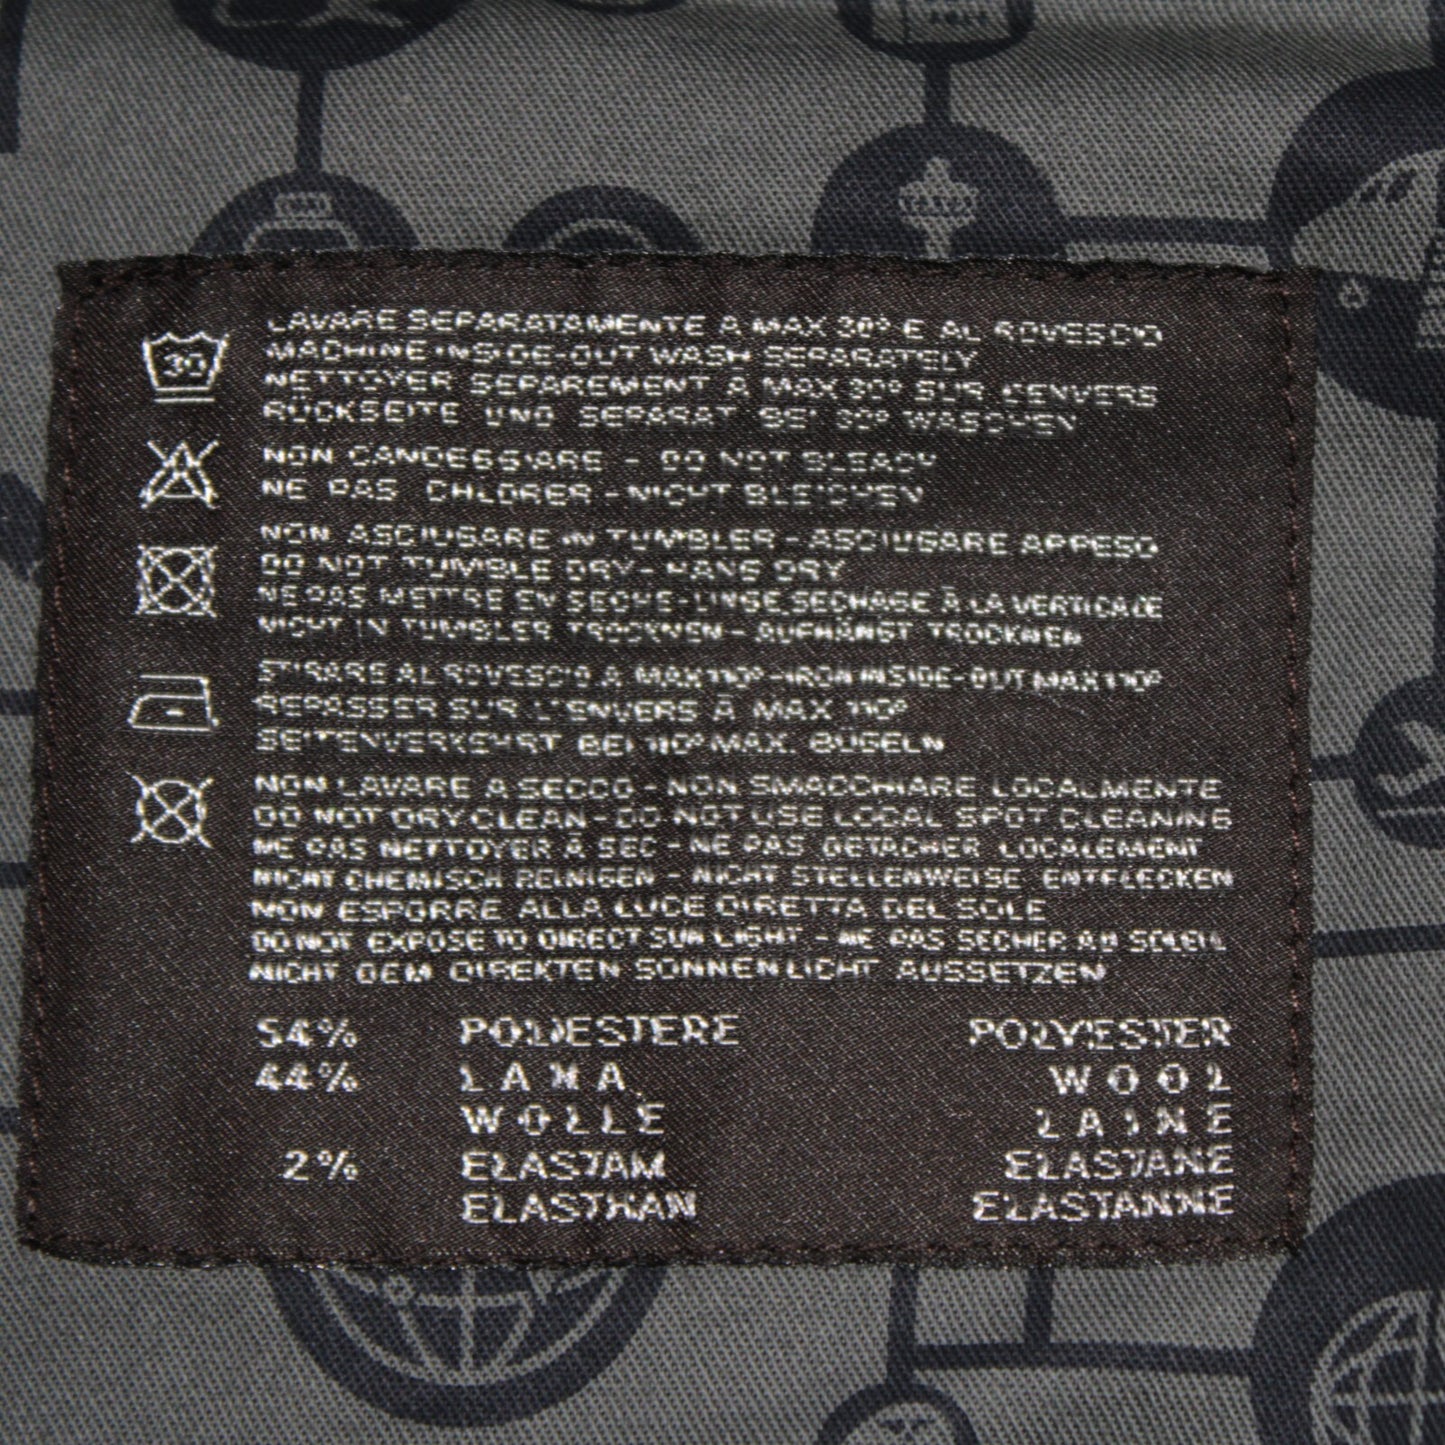 30
LAVARE SEPARATAMENTE A MAX 30° E AL ROVESCIO
MACHINE INSIDE-OUT WASH SEPARATELY
NETTOYER SEPAREMENT À MAX 30° SUR L'ENVERS
RÜCKSEITE UND SEPARAT BEI 30° WASCHEN
NON CANDEGGIARE - DO NOT BLEACH
NE PAS CHLORER - NICHT BLEICHEN
NON ASCIUGARE IN TUMBLER - ASCIUGARE APPESO
DO NOT TUMBLE DRY - HANG DRY
NE PAS METTRE EN SECHE-LINGE SECHAGE À LA VERTICALE
NICHT IN TUMBLER TROCKNEN - AUFHÄNGT TROCKNEN
STIRARE AL ROVESCIO A MAX 110° - IRON INSIDE-OUT MAX 110°
REPASSER SUR L'ENVERS À MAX 110°
SEITENVERKEHRT BEI 110° MAX. BÜGELN
NON LAVARE A SECCO - NON SMACCHIARE LOCALMENTE
DO NOT DRY CLEAN - DO NOT USE LOCAL SPOT CLEANING
NE PAS NETTOYER À SEC - NE PAS DETACHER LOCALEMENT
NICHT CHEMISCH REINIGEN - NICHT STELLENWEISE ENTFLECKEN
NON ESPORRE ALLA LUCE DIRETTA DEL SOLE
DO NOT EXPOSE TO DIRECT SUN LIGHT - NE PAS SECHER AU SOLEIL
NICHT DEM DIREKTEN SONNENLICHT AUSSETZEN
54% POLIESTERE POLYESTER
44% LANA WOOL
WOLLE LAINE
2% ELASTAM ELASTANE
ELASTHAN ELASTANNE